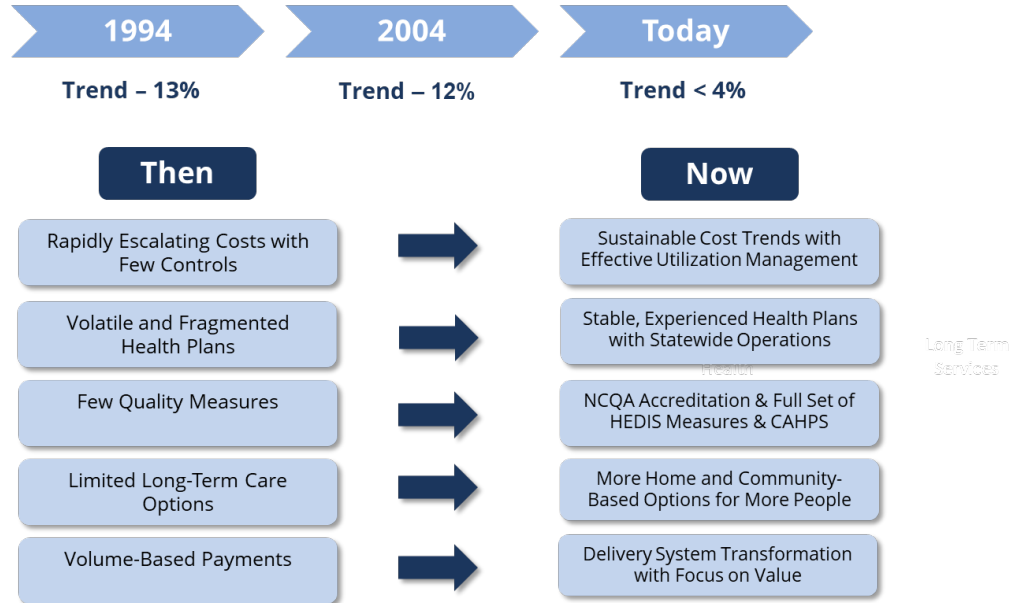 1994
2004
Today
Trend – 13%
Trend – 12%
Trend < 4%
Then
Now
Rapidly Escalating Costs with
Few Controls
Sustainable Cost Trends with
Effective Utilization Management
Volatile and Fragmented
Health Plans
Stable, Experienced Health Plans
with Statewide Operations
Health
Long Term
Services
Few Quality Measures
NCQA Accreditation & Full Set of
HEDIS Measures & CAHPS
Limited Long-Term Care
Options
More Home and Community-
Based Options for More People
Volume-Based Payments
Delivery System Transformation
with Focus on Value